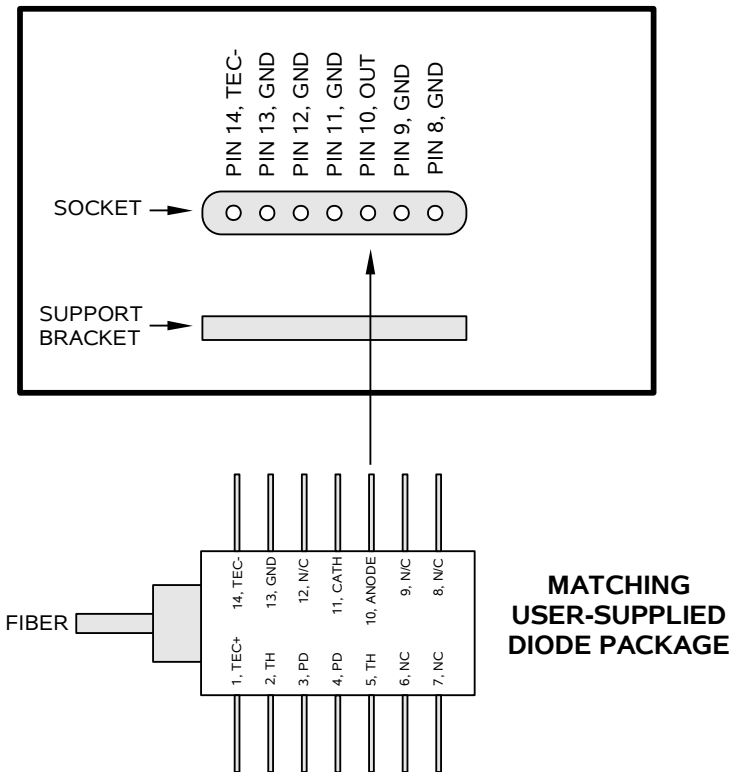 PIN 14, TEC-
PIN 13, GND
PIN 12, GND
PIN 11, GND
PIN 10, OUT
PIN 9, GND
PIN 8, GND
SOCKET
SUPPORT
BRACKET
14, TEC-
13, GND
12, N/C
11, CATH
10, ANODE
9, N/C
8, N/C
FIBER
1, TEC+
2, TH
3, PD
4, PD
5, TH
6, NC
7, NC
MATCHING
USER-SUPPLIED
DIODE PACKAGE